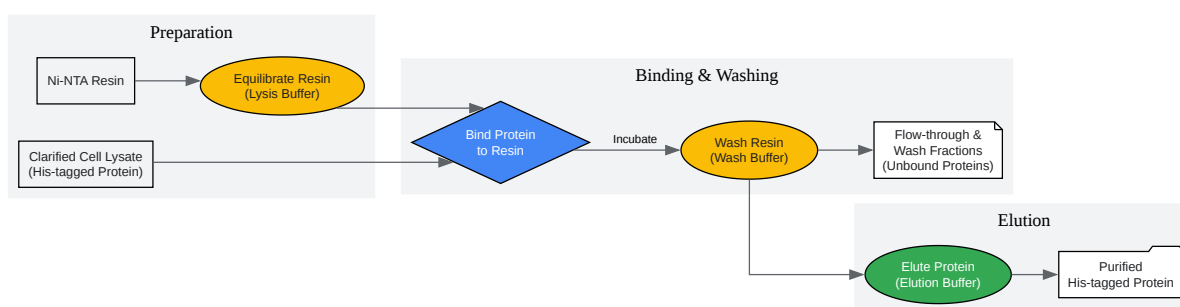 Preparation
Ni-NTA Resin
Equilibrate Resin
(Lysis Buffer)
Clarified Cell Lysate
(His-tagged Protein)
Binding & Washing
Bind Protein
to Resin
Incubate
Wash Resin
(Wash Buffer)
Flow-through &
Wash Fractions
(Unbound Proteins)
Elution
Elute Protein
(Elution Buffer)
Purified
His-tagged Protein